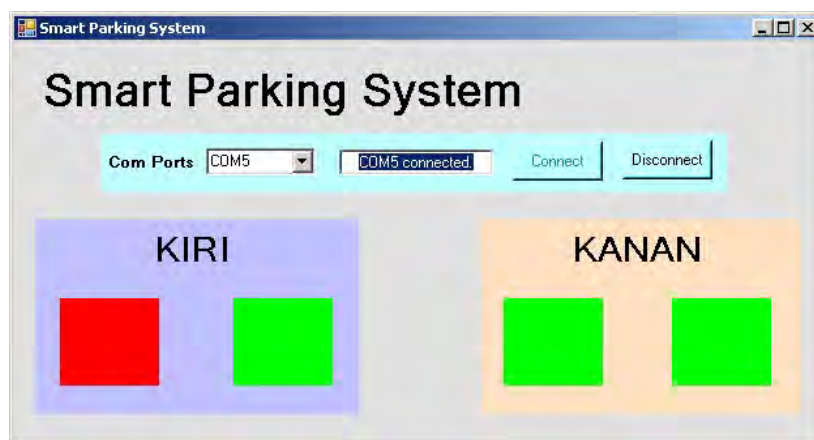 Smart Parking System
Smart Parking System
Com Ports COM5 COM5 connected. Connect Disconnect
KIRI KANAN